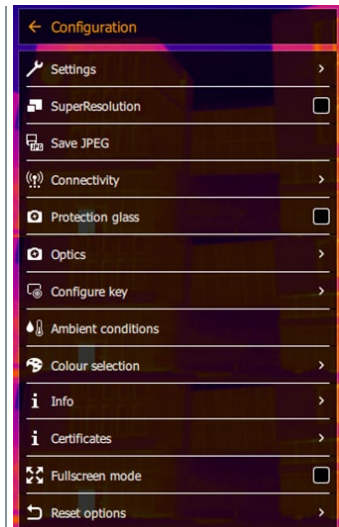 Configuration
Settings
SuperResolution
JPG
Save JPEG
Connectivity
Protection glass
Optics
Configure key
Ambient conditions
Colour selection
Info
Certificates
Fullscreen mode
Reset options